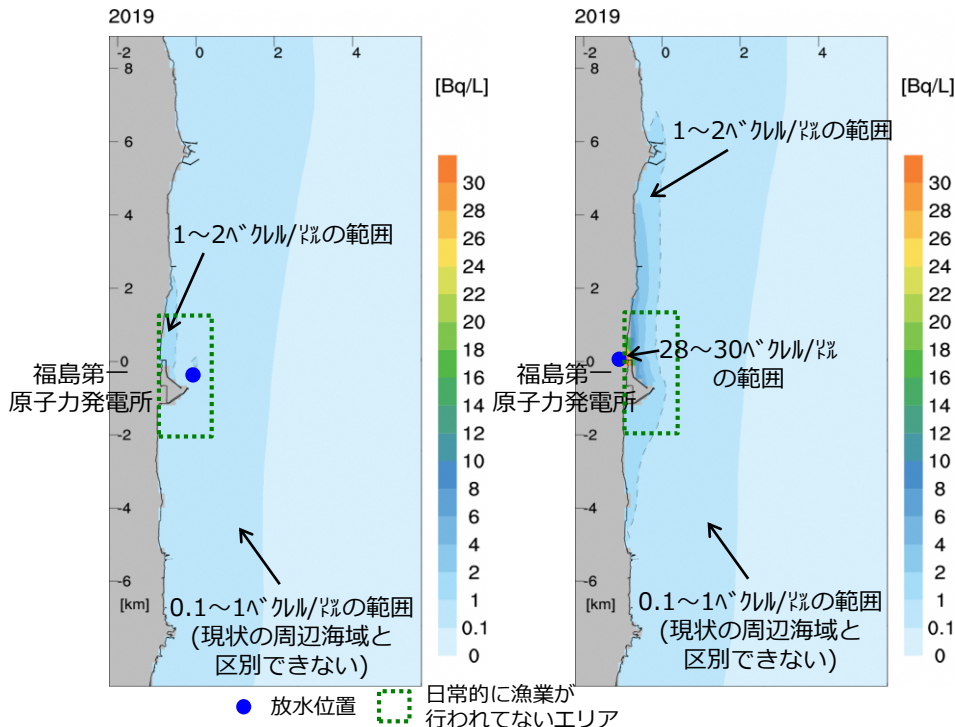 2019
-2 0 2 4
8
6
4
2
0
-2
-4
-6
[km]
1～2ﾍﾞｸﾚﾙ/㍑の範囲
福島第一
原子力発電所
0.1～1ﾍﾞｸﾚﾙ/㍑の範囲
(現状の周辺海域と
区別できない)
[Bq/L]
30
28
26
24
22
20
18
16
14
12
10
8
6
4
2
1
0.1
0
2019
-2 0 2 4
8
6
4
2
0
-2
-4
-6
[km]
1～2ﾍﾞｸﾚﾙ/㍑の範囲
28～30ﾍﾞｸﾚﾙ/㍑
の範囲
福島第一
原子力発電所
0.1～1ﾍﾞｸﾚﾙ/㍑の範囲
(現状の周辺海域と
区別できない)
[Bq/L]
30
28
26
24
22
20
18
16
14
12
10
8
6
4
2
1
0.1
0
放水位置
日常的に漁業が
行われてないエリア